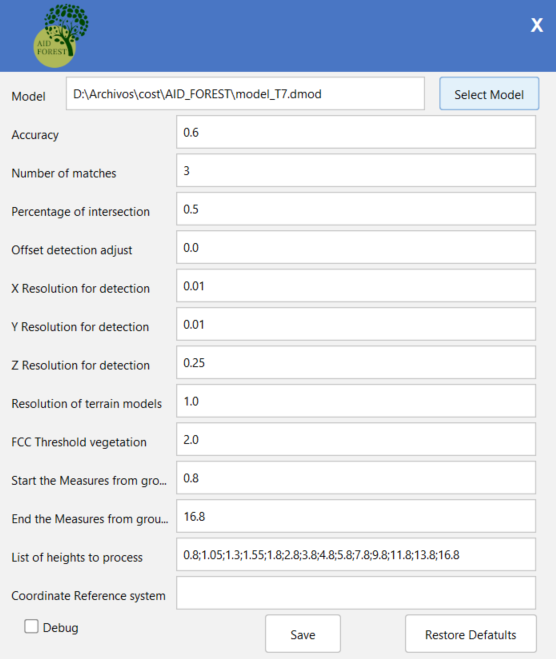 AID
FOREST
X
Model D:\Archivos\cost\AID_FOREST\model_T7.dmod Select Model
Accuracy 0.6
Number of matches 3
Percentage of intersection 0.5
Offset detection adjust 0.0
X Resolution for detection 0.01
Y Resolution for detection 0.01
Z Resolution for detection 0.25
Resolution of terrain models 1.0
FCC Threshold vegetation 2.0
Start the Measures from gro... 0.8
End the Measures from grou... 16.8
List of heights to process 0.8;1.05;1.3;1.55;1.8;2.8;3.8;4.8;5.8;7.8;9.8;11.8;13.8;16.8
Coordinate Reference system
Debug Save Restore Defatults